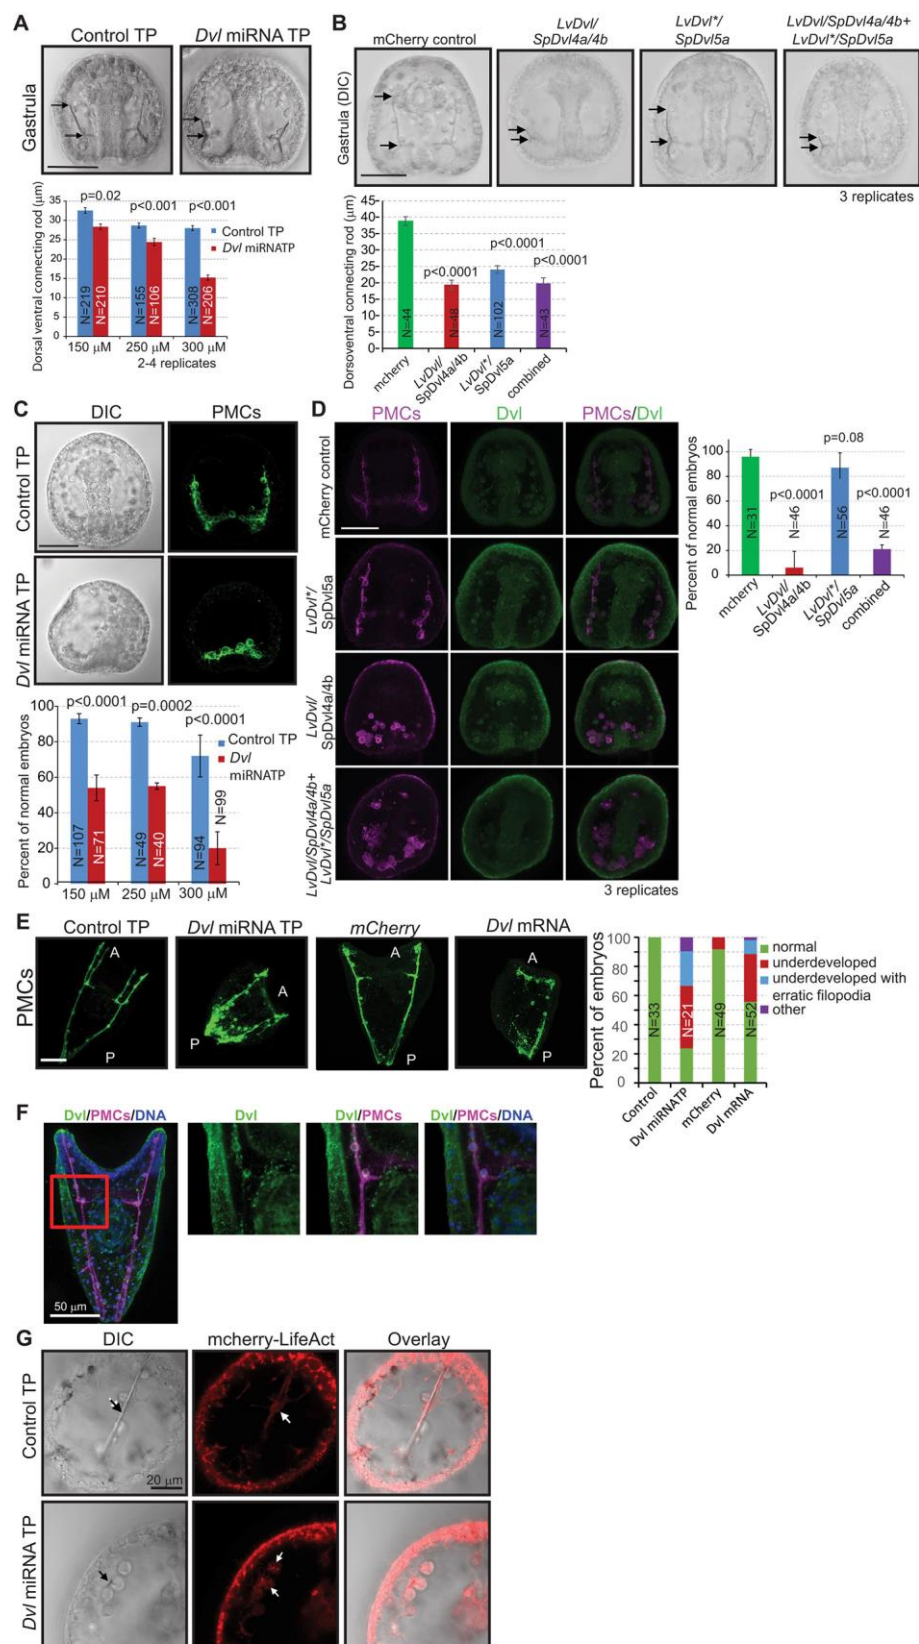 A
Control TP
Dvl miRNA TP
Gastrula
Dorsal ventral connecting rod (µm)
35
30
25
20
15
10
5
0
p=0.02
p<0.001
p<0.001
Control TP
Dvl miRNATP
N=219
N=210
N=155
N=106
N=308
N=206
150 µM
250 µM
300 µM
2-4 replicates
B
mCherry control
LvDvl/
SpDvl4a/4b
LvDvl*/
SpDvl5a
LvDvl/SpDvl4a/4b+
LvDvl*/SpDvl5a
Gastrula (DIC)
3 replicates
Dorsoventral connecting rod (µm)
45
40
35
30
25
20
15
10
5
0
p<0.0001
p<0.0001
p<0.0001
N=44
N=48
N=102
N=43
mcherry
LvDvl/
SpDvl4a/4b
LvDvl*/
SpDvl5a
combined
C
DIC
PMCs
Control TP
Dvl miRNA TP
Percent of normal embryos
100
80
60
40
20
0
p<0.0001
p=0.0002
p<0.0001
Control TP
Dvl
miRNATP
N=107
N=71
N=49
N=40
N=94
N=99
150 µM
250 µM
300 µM
D
PMCs
Dvl
PMCs/Dvl
mCherry control
LvDvl*/
SpDvl5a
LvDvl/
SpDvl4a/4b
LvDvl/SpDvl4a/4b+
LvDvl*/SpDvl5a
3 replicates
Percent of normal embryos
100
80
60
40
20
0
p=0.08
p<0.0001
p<0.0001
N=31
N=46
N=56
N=46
mcherry
LvDvl/
SpDvl4a/4b
LvDvl*/
SpDvl5a
combined
E
Control TP
Dvl miRNA TP
mCherry
Dvl mRNA
PMCs
A
P
A
P
A
P
A
P
Percent of embryos
100
80
60
40
20
0
N=33
N=21
N=49
N=52
Control
Dvl miRNATP
mcherry
Dvl mRNA
normal
underdeveloped
underdeveloped with
erratic filopodia
other
F
Dvl/PMCs/DNA
Dvl
Dvl/PMCs
Dvl/PMCs/DNA
50 µm
G
DIC
mcherry-LifeAct
Overlay
Control TP
20 µm
Dvl miRNA TP